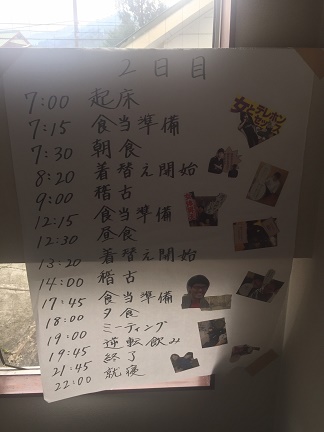 2日目
7:00 起床
7:15 食当準備
7:30 朝食
8:20 着替え開始
9:00 稽古
12:15 食当準備
12:30 昼食
13:20 着替え開始
14:00 稽古
17:45 食当準備
18:00 夕食
19:00 ミーティング
19:45 逆転飲み
21:45 終了
22:00 就寝